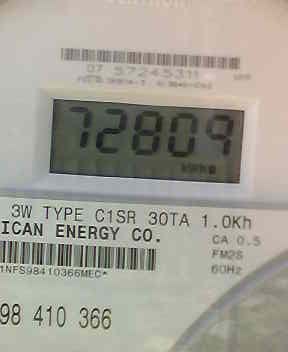 07 57245311
72809
3W TYPE C1SR 30TA 1.0Kh
ICAN ENERGY CO.
CA 0.5
FM2S
60Hz
1NFS98410366MEC*
98 410 366